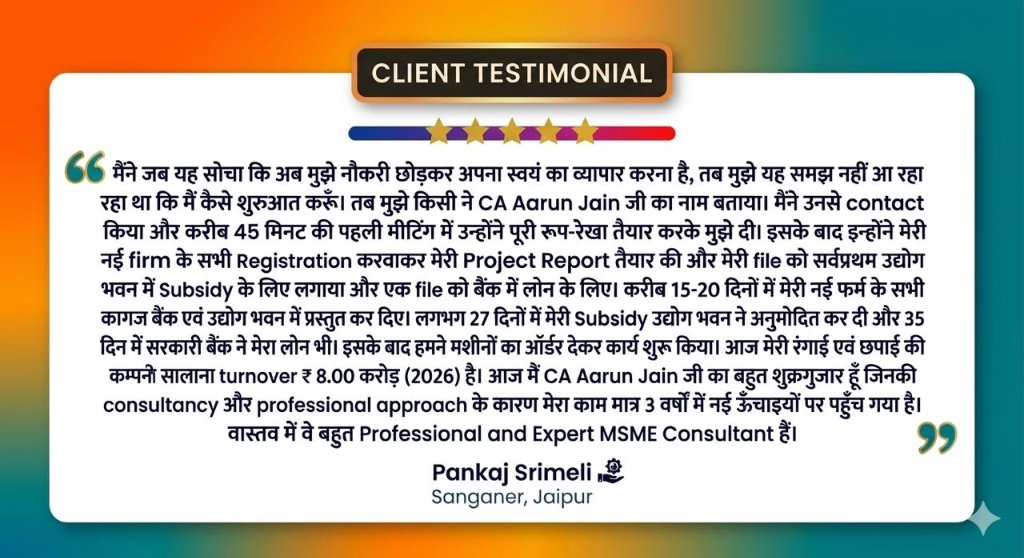 CLIENT TESTIMONIAL
मैंने जब यह सोचा कि अब मुझे नौकरी छोड़कर अपना स्वयं का व्यापार करना है, तब मुझे यह समझ नहीं आ रहा
रहा था कि मैं कैसे शुरुआत करूँ। तब मुझे किसी ने CA Aarun Jain जी का नाम बताया। मैंने उनसे contact
किया और करीब 45 मिनट की पहली मीटिंग में उन्होंने पूरी रूप-रेखा तैयार करके मुझे दी। इसके बाद इन्होंने मेरी
नई firm के सभी Registration करवाकर मेरी Project Report तैयार की और मेरी file को सर्वप्रथम उद्योग
भवन में Subsidy के लिए लगाया और एक file को बैंक में लोन के लिए। करीब 15-20 दिनों में मेरी नई फर्म के सभी
कागज बैंक एवं उद्योग भवन में प्रस्तुत कर दिए। लगभग 27 दिनों में मेरी Subsidy उद्योग भवन ने अनुमोदित कर दी और 35
दिन में सरकारी बैंक ने मेरा लोन भी। इसके बाद हमने मशीनों का ऑर्डर देकर कार्य शुरू किया। आज मेरी रंगाई एवं छपाई की
कम्पनी सालाना turnover ₹ 8.00 करोड़ (2026) है। आज मैं CA Aarun Jain जी का बहुत शुक्रगुजार हूँ जिनकी
consultancy और professional approach के कारण मेरा काम मात्र 3 वर्षों में नई ऊँचाइयों पर पहुँच गया है।
वास्तव में वे बहुत Professional and Expert MSME Consultant हैं।
Pankaj Srimeli
Sanganer, Jaipur